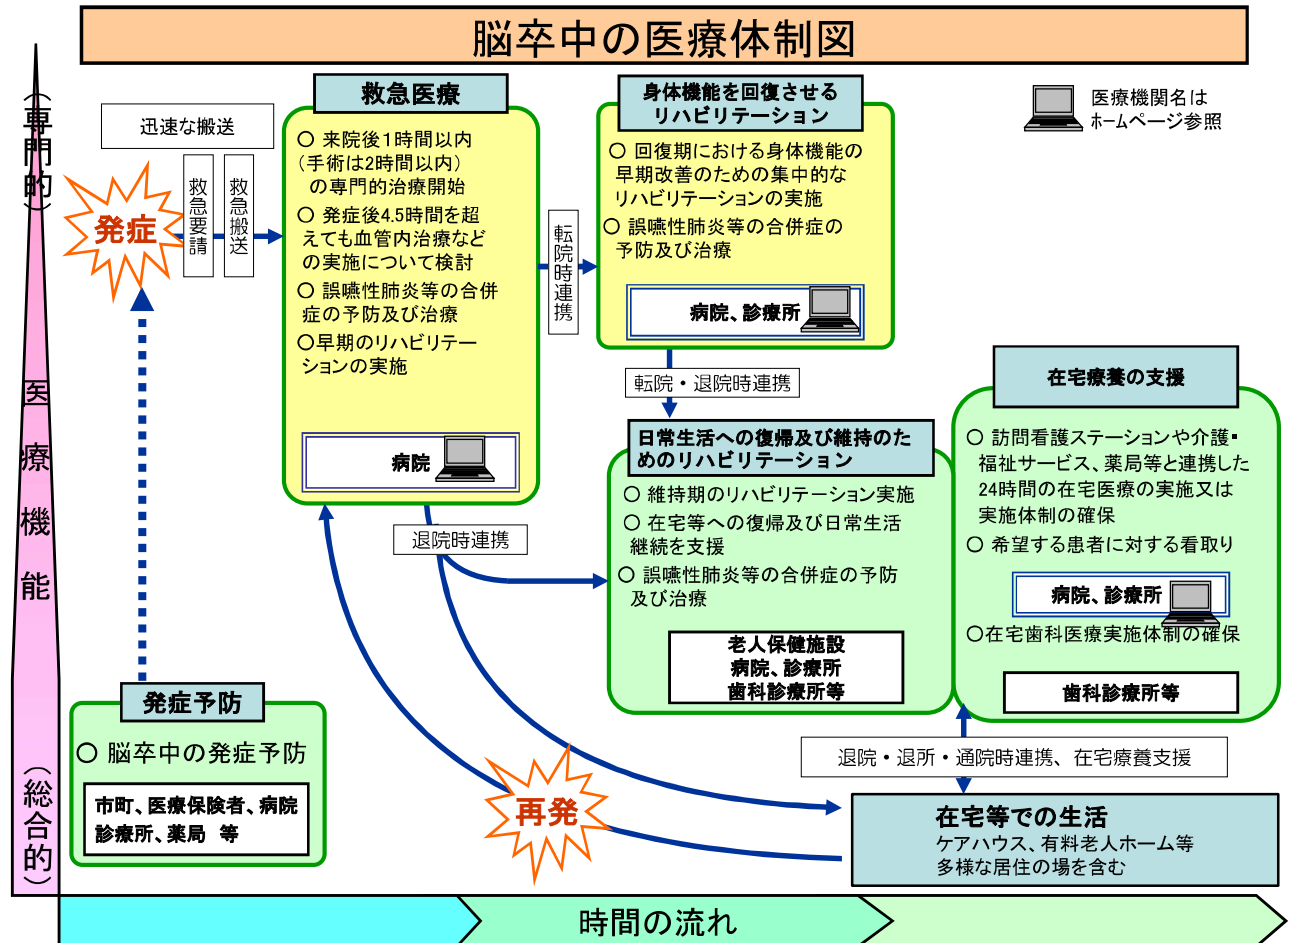 脳卒中の医療体制図
(専門的)
医療機能
(総合的)
迅速な搬送
発症
救急要請
救急搬送
救急医療
○ 来院後1時間以内
(手術は2時間以内)
の専門的治療開始
○ 発症後4.5時間を超
えても血管内治療など
の実施について検討
○ 誤嚥性肺炎等の合併
症の予防及び治療
○早期のリハビリテー
ションの実施
病院
転院時連携
身体機能を回復させる
リハビリテーション
○ 回復期における身体機能の
早期改善のための集中的な
リハビリテーションの実施
○ 誤嚥性肺炎等の合併症の
予防及び治療
病院、診療所
医療機関名は
ホームページ参照
転院・退院時連携
日常生活への復帰及び維持のた
めのリハビリテーション
○ 維持期のリハビリテーション実施
○ 在宅等への復帰及び日常生活
継続を支援
○ 誤嚥性肺炎等の合併症の予防
及び治療
老人保健施設
病院、診療所
歯科診療所等
在宅療養の支援
○ 訪問看護ステーションや介護・
福祉サービス、薬局等と連携した
24時間の在宅医療の実施又は
実施体制の確保
○ 希望する患者に対する看取り
病院、診療所
○在宅歯科医療実施体制の確保
歯科診療所等
退院時連携
発症予防
○ 脳卒中の発症予防
市町、医療保険者、病院
診療所、薬局 等
再発
退院・退所・通院時連携、在宅療養支援
在宅等での生活
ケアハウス、有料老人ホーム等
多様な居住の場を含む
時間の流れ